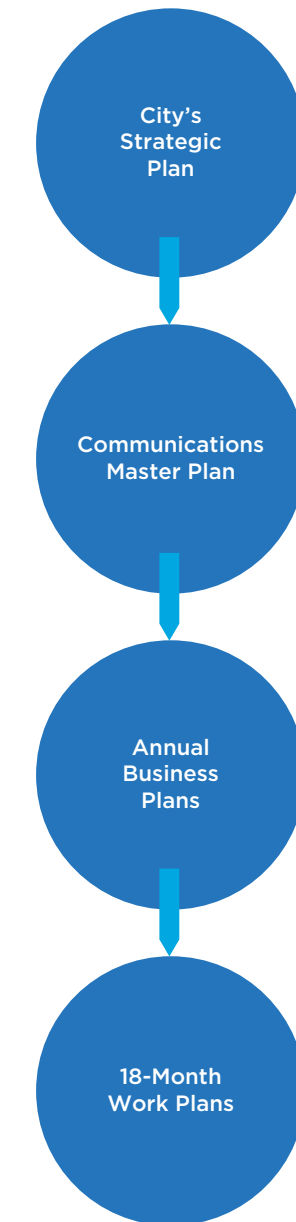 City’s
Strategic
Plan
Communications
Master Plan
Annual
Business
Plans
18-Month
Work Plans